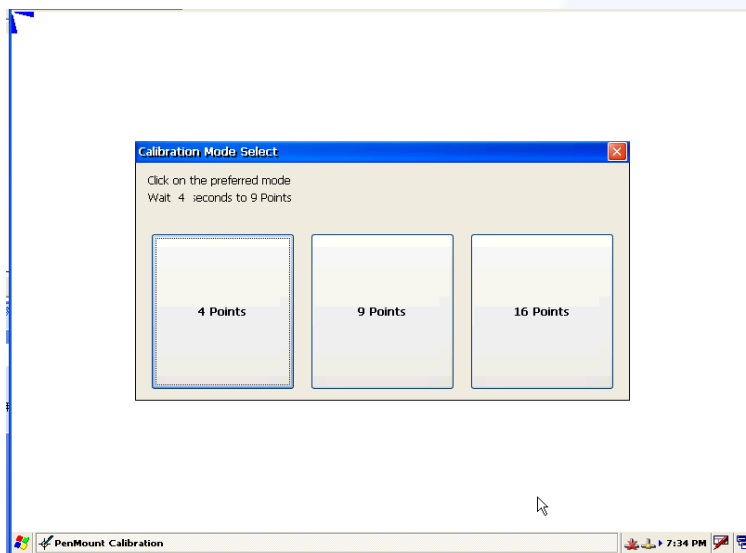 Calibration Mode Select
Click on the preferred mode
Wait 4 seconds to 9 Points
4 Points
9 Points
16 Points
PenMount Calibration
7:34 PM